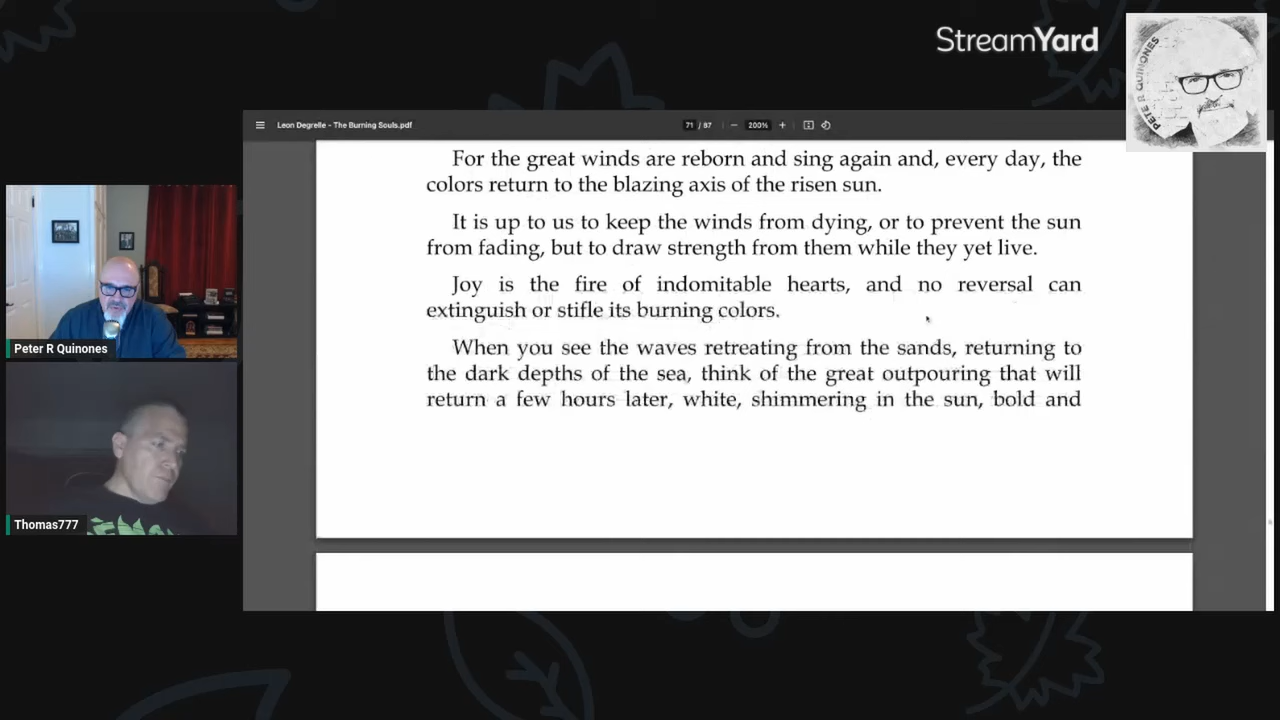 StreamYard
PETER R QUINONES
Leon Degrelle - The Burning Souls.pdf
71 / 87
200%
For the great winds are reborn and sing again and, every day, the
colors return to the blazing axis of the risen sun.
It is up to us to keep the winds from dying, or to prevent the sun
from fading, but to draw strength from them while they yet live.
Joy is the fire of indomitable hearts, and no reversal can
extinguish or stifle its burning colors.
When you see the waves retreating from the sands, returning to
the dark depths of the sea, think of the great outpouring that will
return a few hours later, white, shimmering in the sun, bold and
Peter R Quinones
Thomas777